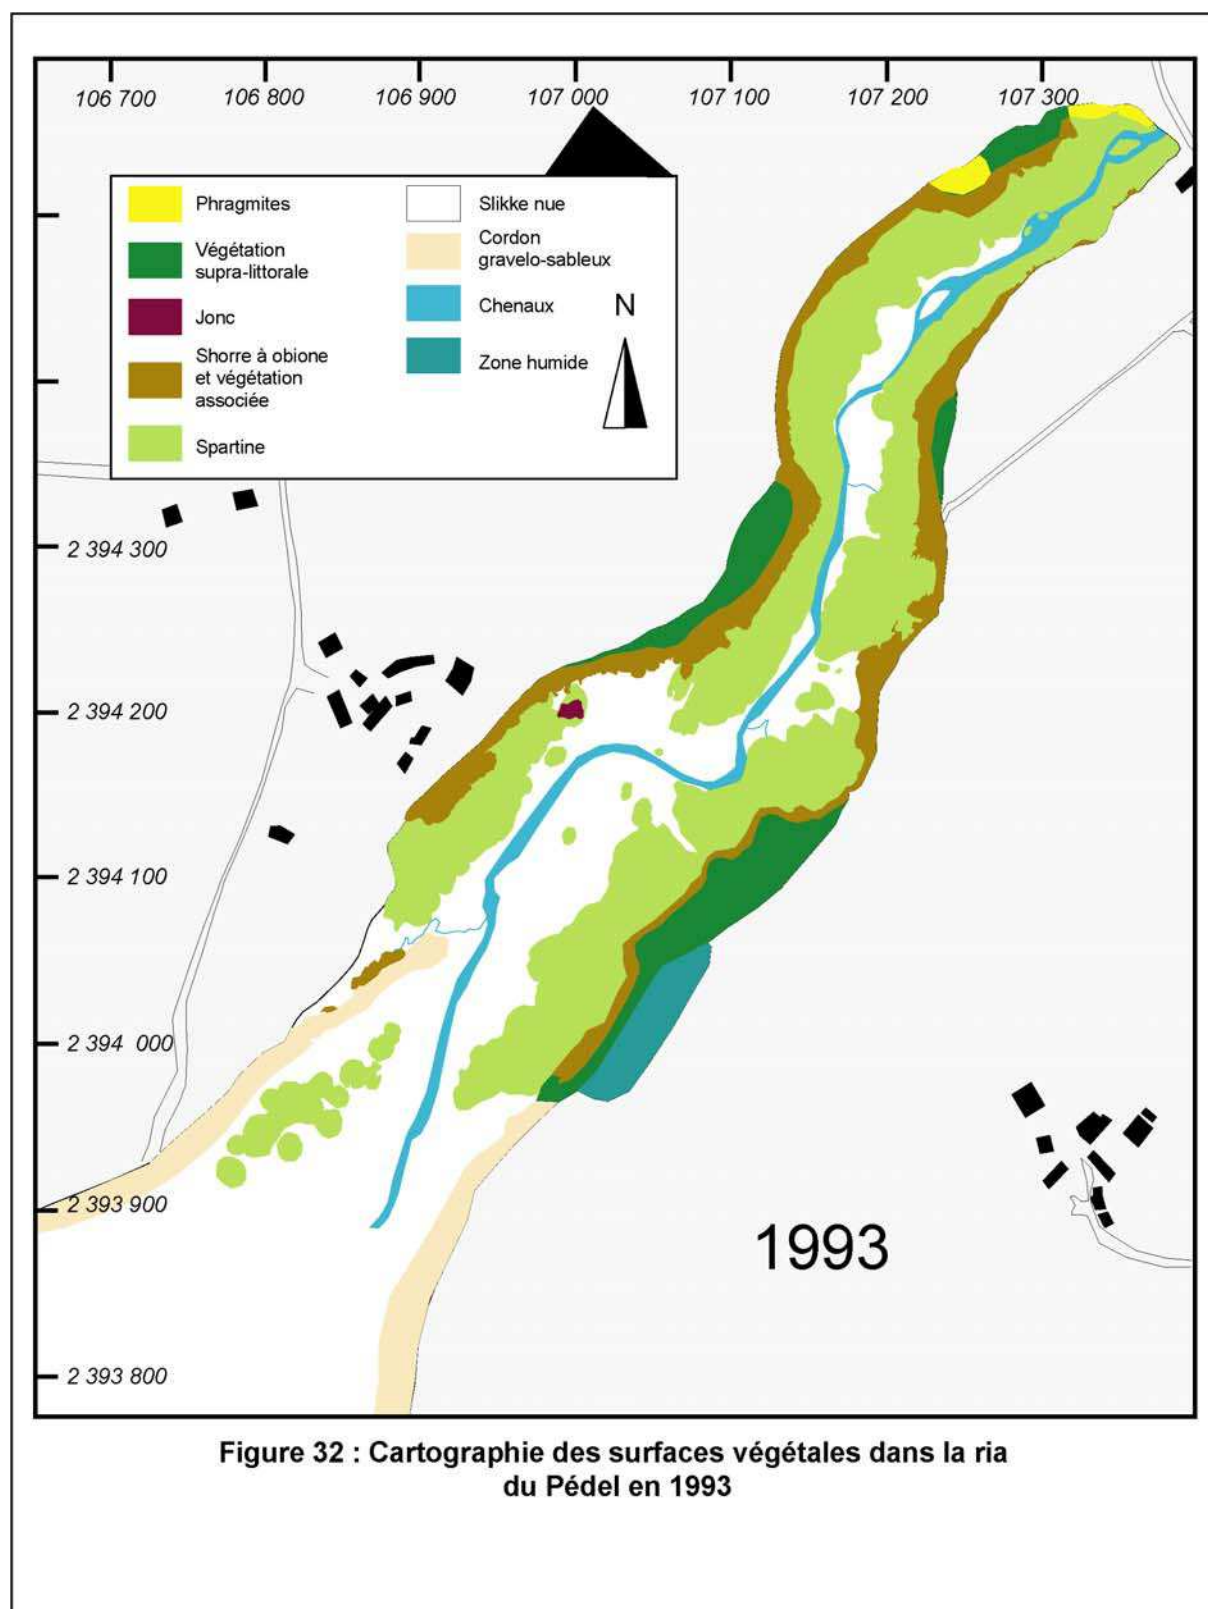 106 700 106 800 106 900 107 000 107 100 107 200 107 300
Phragmites
Végétation
supra-littorale
Jonc
Shorre à obione
et végétation
associée
Spartine
Slikke nue
Cordon
gravelo-sableux
Chenaux
Zone humide
N
2 394 300
2 394 200
2 394 100
2 394 000
2 393 900
2 393 800
1993
Figure 32 : Cartographie des surfaces végétales dans la ria
du Pédel en 1993